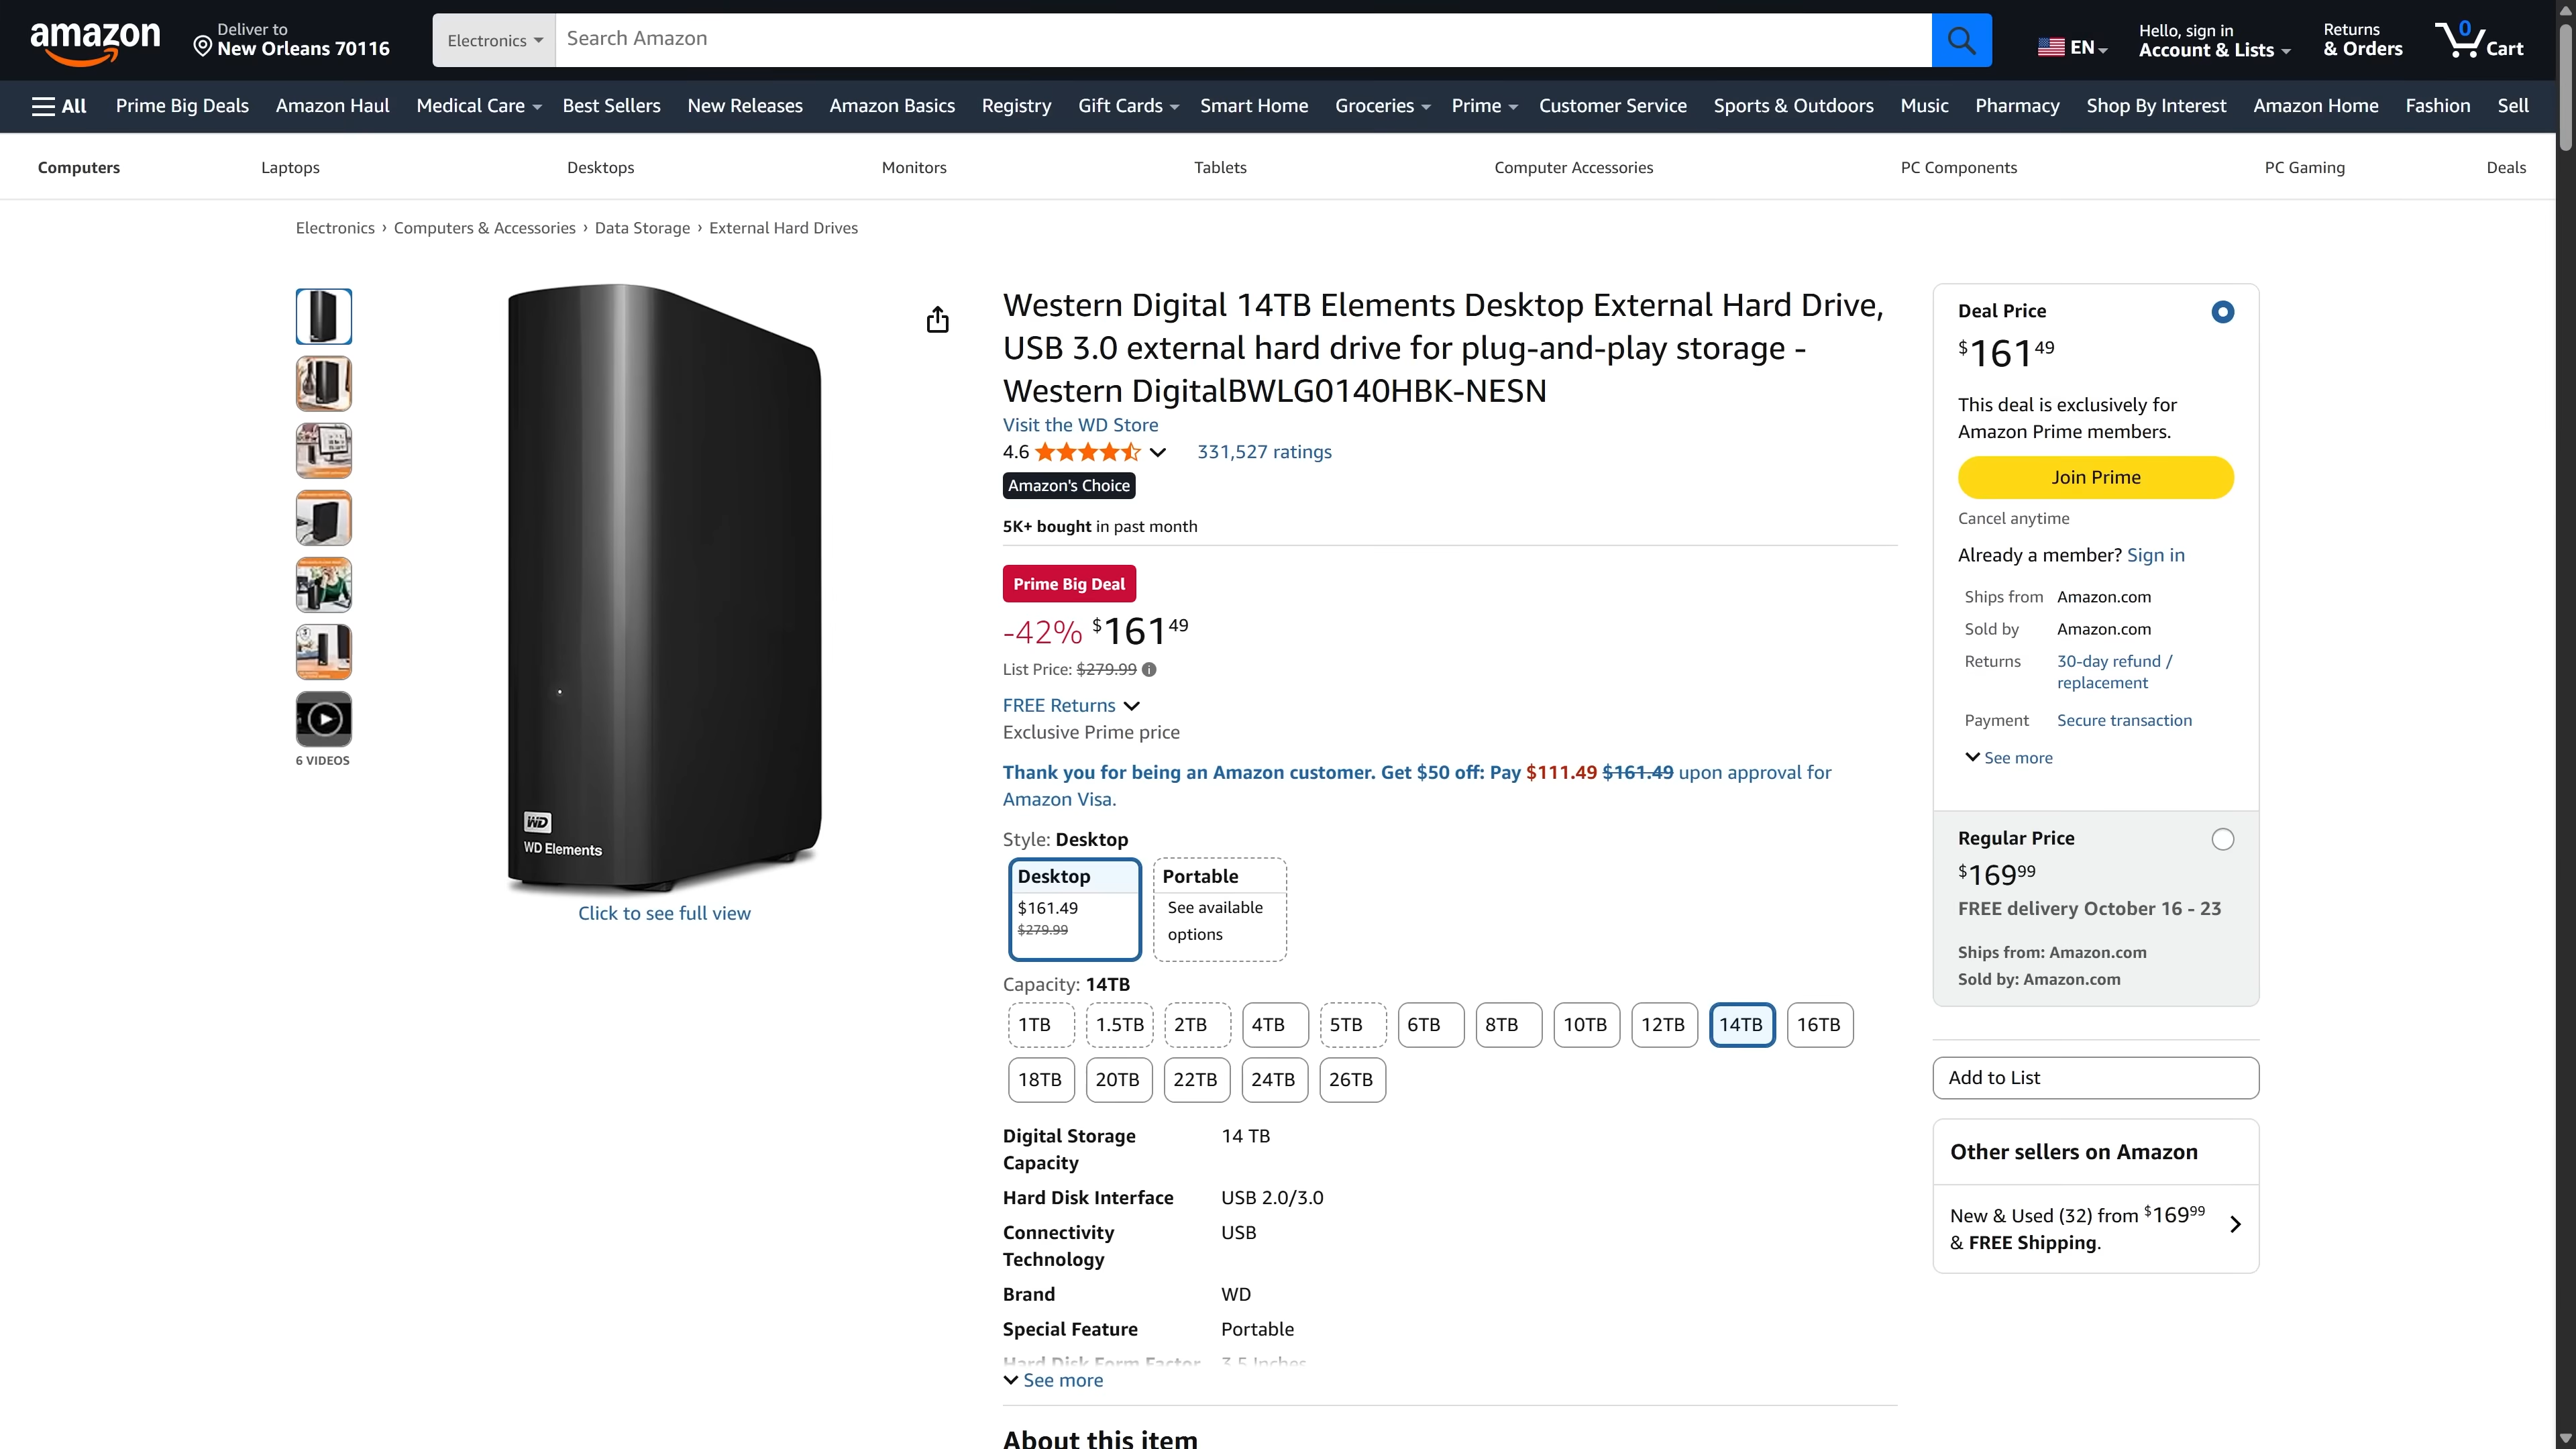 amazon
Deliver to
New Orleans 70116
Electronics
Search Amazon
EN
Hello, sign in
Account & Lists
Returns
& Orders
0
Cart
All
Prime Big Deals
Amazon Haul
Medical Care
Best Sellers
New Releases
Amazon Basics
Registry
Gift Cards
Smart Home
Groceries
Prime
Customer Service
Sports & Outdoors
Music
Pharmacy
Shop By Interest
Amazon Home
Fashion
Sell
Computers
Laptops
Desktops
Monitors
Tablets
Computer Accessories
PC Components
PC Gaming
Deals
Electronics › Computers & Accessories › Data Storage › External Hard Drives
6 VIDEOS
WD
WD Elements
Click to see full view
Western Digital 14TB Elements Desktop External Hard Drive,
USB 3.0 external hard drive for plug-and-play storage -
Western DigitalBWLG0140HBK-NESN
Visit the WD Store
4.6
331,527 ratings
Amazon's Choice
5K+ bought in past month
Prime Big Deal
-42% $161 49
List Price: $279.99
FREE Returns
Exclusive Prime price
Thank you for being an Amazon customer. Get $50 off: Pay $111.49 $161.49 upon approval for
Amazon Visa.
Style: Desktop
Desktop
$161.49
$279.99
Portable
See available
options
Capacity: 14TB
1TB
1.5TB
2TB
4TB
5TB
6TB
8TB
10TB
12TB
14TB
16TB
18TB
20TB
22TB
24TB
26TB
Digital Storage
Capacity
14 TB
Hard Disk Interface
USB 2.0/3.0
Connectivity
Technology
USB
Brand
WD
Special Feature
Portable
Hard Disk Form Factor
3.5 Inches
See more
About this item
Deal Price
$161 49
This deal is exclusively for
Amazon Prime members.
Join Prime
Cancel anytime
Already a member? Sign in
Ships from
Amazon.com
Sold by
Amazon.com
Returns
30-day refund /
replacement
Payment
Secure transaction
See more
Regular Price
$169 99
FREE delivery October 16 - 23
Ships from: Amazon.com
Sold by: Amazon.com
Add to List
Other sellers on Amazon
New & Used (32) from $169 99
& FREE Shipping.